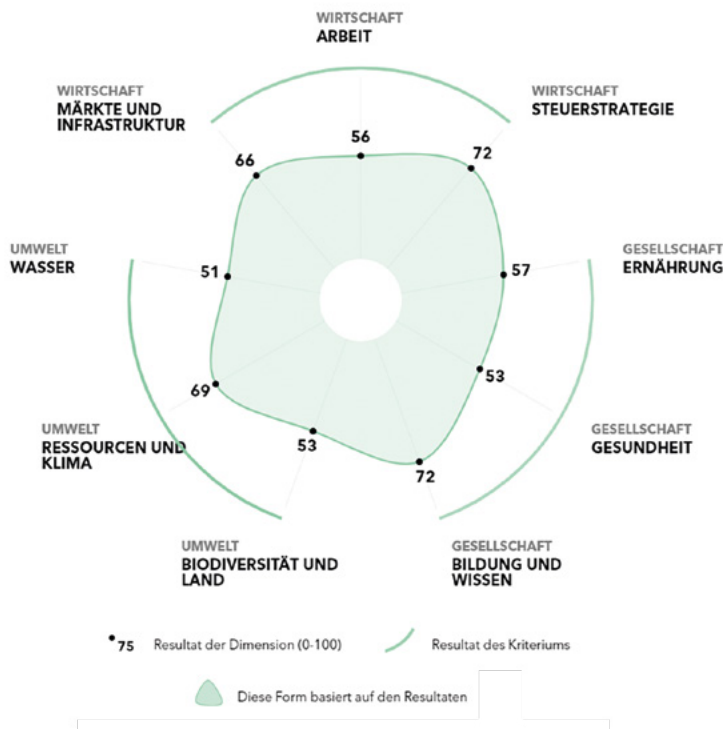 WIRTSCHAFT
ARBEIT
WIRTSCHAFT
MÄRKTE UND
INFRASTRUKTUR
WIRTSCHAFT
STEUERSTRATEGIE
56
66
72
UMWELT
WASSER
51
57
GESELLSCHAFT
ERNÄHRUNG
69
53
UMWELT
RESSOURCEN UND
KLIMA
53
72
GESELLSCHAFT
GESUNDHEIT
UMWELT
BIODIVERSITÄT UND
LAND
GESELLSCHAFT
BILDUNG UND
WISSEN
75 Resultat der Dimension (0-100)
Resultat des Kriteriums
Diese Form basiert auf den Resultaten